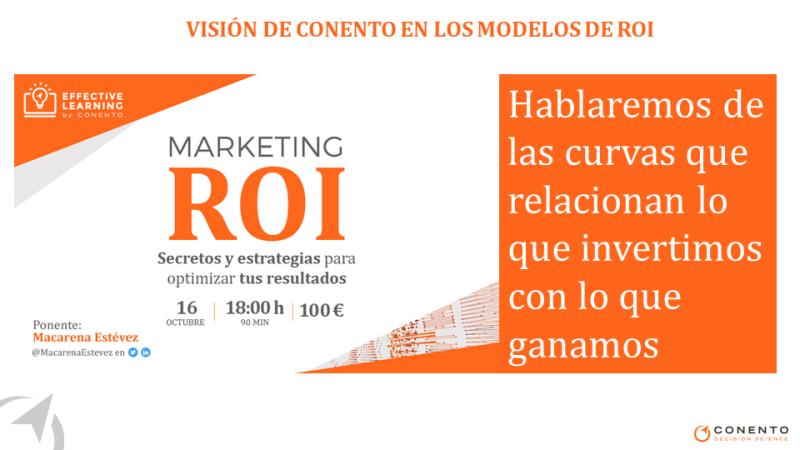 VISIÓN DE CONENTO EN LOS MODELOS DE ROI
EFFECTIVE
LEARNING
by CONENTO
MARKETING
ROI
Secretos y estrategias para
optimizar tus resultados
16 18:00 h 100 €
OCTUBRE 90 MIN
Ponente:
Macarena Estévez
@MacarenaEstevez en
Hablaremos de
las curvas que
relacionan lo
que invertimos
con lo que
ganamos
CONENTO
DECISION SCIENCE